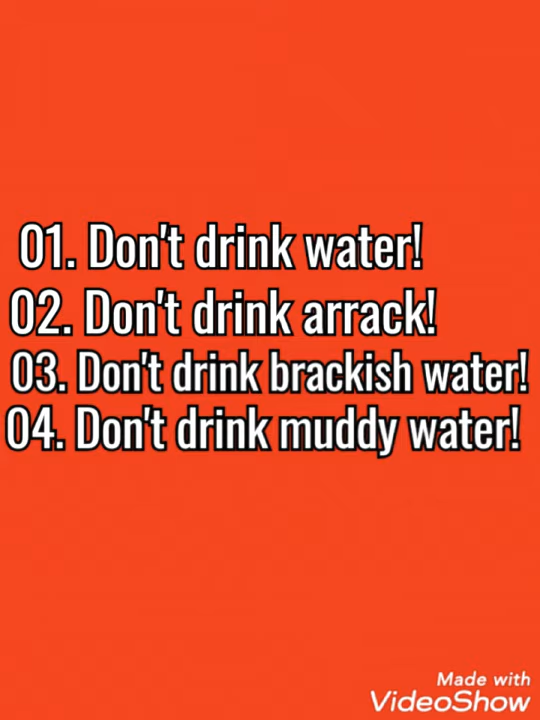 01. Don't drink water!
02. Don't drink arrack!
03. Don't drink brackish water!
04. Don't drink muddy water!
Made with
VideoShow